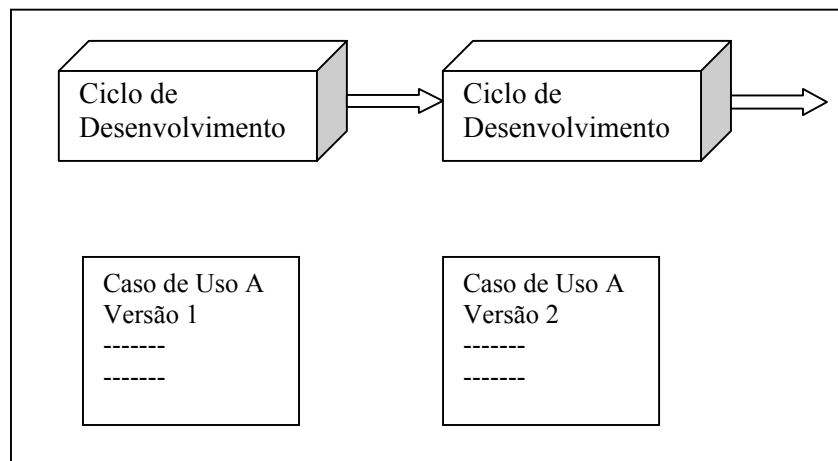 Ciclo de
Desenvolvimento
Ciclo de
Desenvolvimento
Caso de Uso A
Versão 1
-------
-------
Caso de Uso A
Versão 2
-------
-------